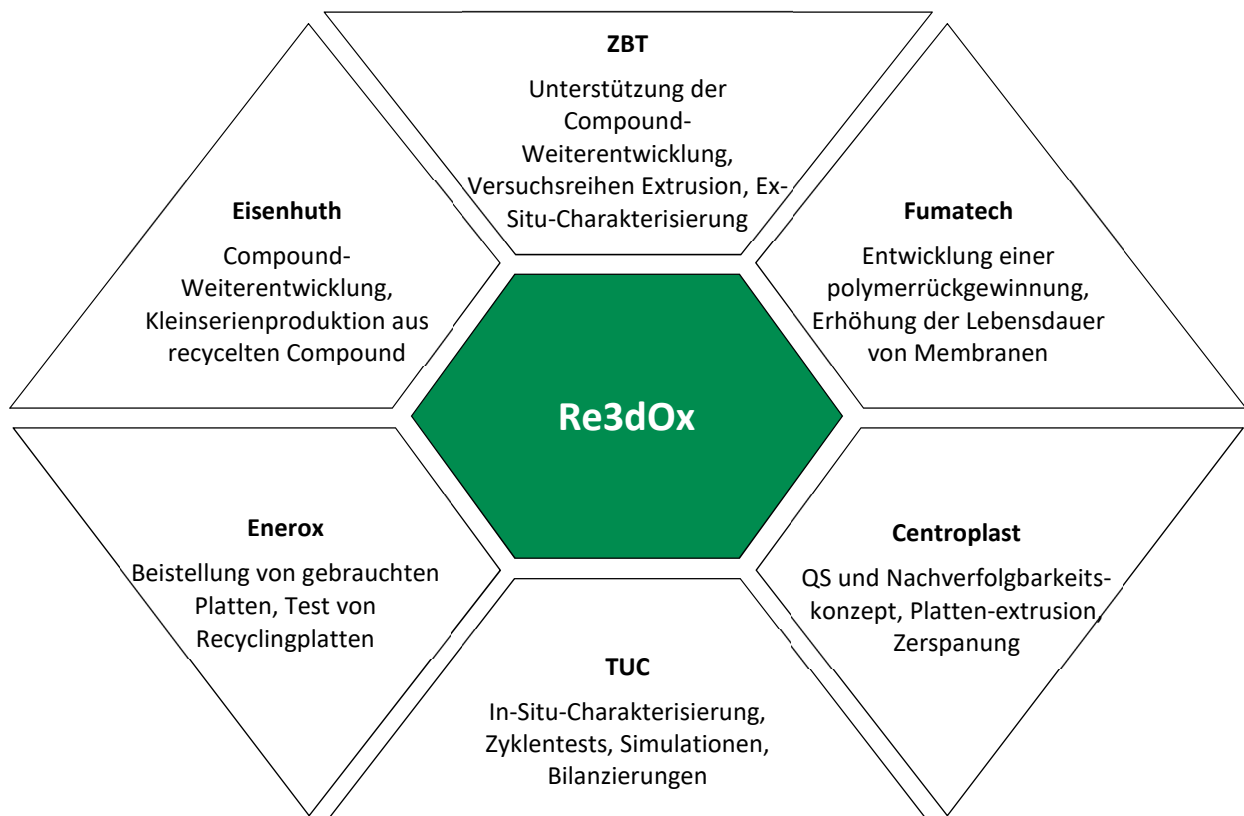 ZBT
Unterstützung der
Compound-
Weiterentwicklung,
Versuchsreihen Extrusion, Ex-
Situ-Charakterisierung
Eisenhuth
Compound-
Weiterentwicklung,
Kleinserienproduktion aus
recycelten Compound
Fumatech
Entwicklung einer
polymerrückgewinnung,
Erhöhung der Lebensdauer
von Membranen
Re3dOx
Enerox
Beistellung von gebrauchten
Platten, Test von
Recyclingplatten
Centroplast
QS und Nachverfolgbarkeits-
konzept, Platten-extrusion,
Zerspanung
TUC
In-Situ-Charakterisierung,
Zyklentests, Simulationen,
Bilanzierungen